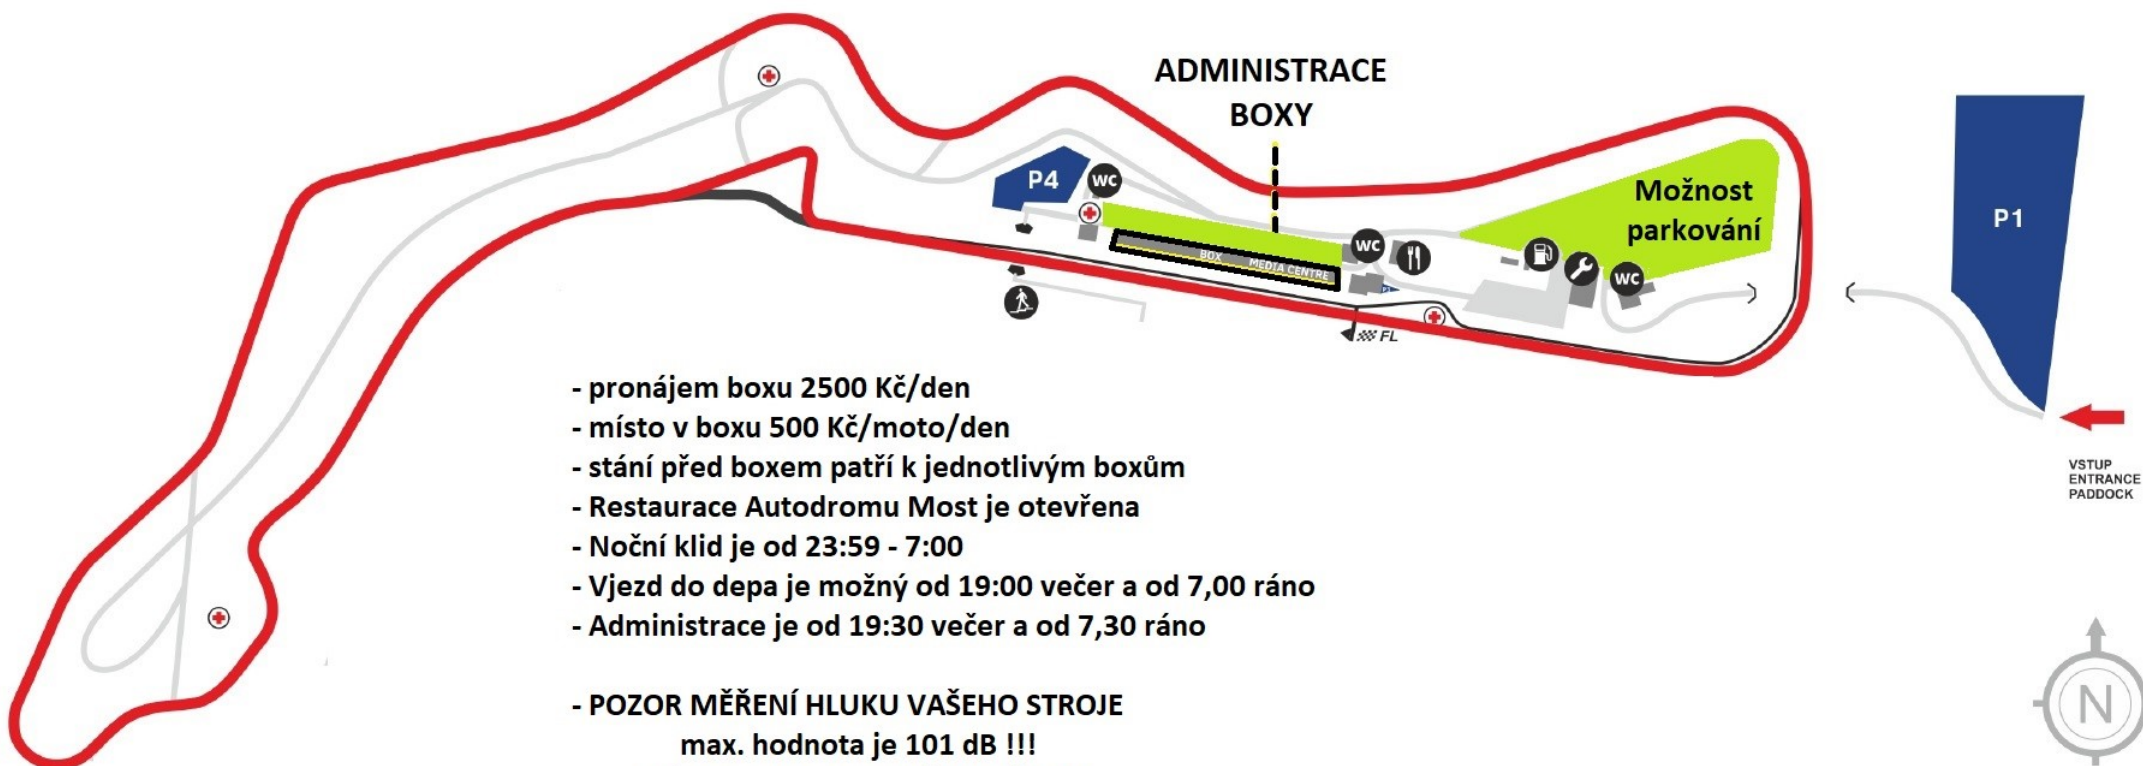 ADMINISTRACE
BOXY
P4
WC
BOX
MEDIA CENTRE
WC
Možnost
parkování
WC
P1
FL
VSTUP
ENTRANCE
PADDOCK
- pronájem boxu 2500 Kč/den
- místo v boxu 500 Kč/moto/den
- stání před boxem patří k jednotlivým boxům
- Restaurace Autodromu Most je otevřena
- Noční klid je od 23:59 - 7:00
- Vjezd do depa je možný od 19:00 večer a od 7,00 ráno
- Administrace je od 19:30 večer a od 7,30 ráno
- POZOR MĚŘENÍ HLUKU VAŠEHO STROJE
max. hodnota je 101 dB !!!
N